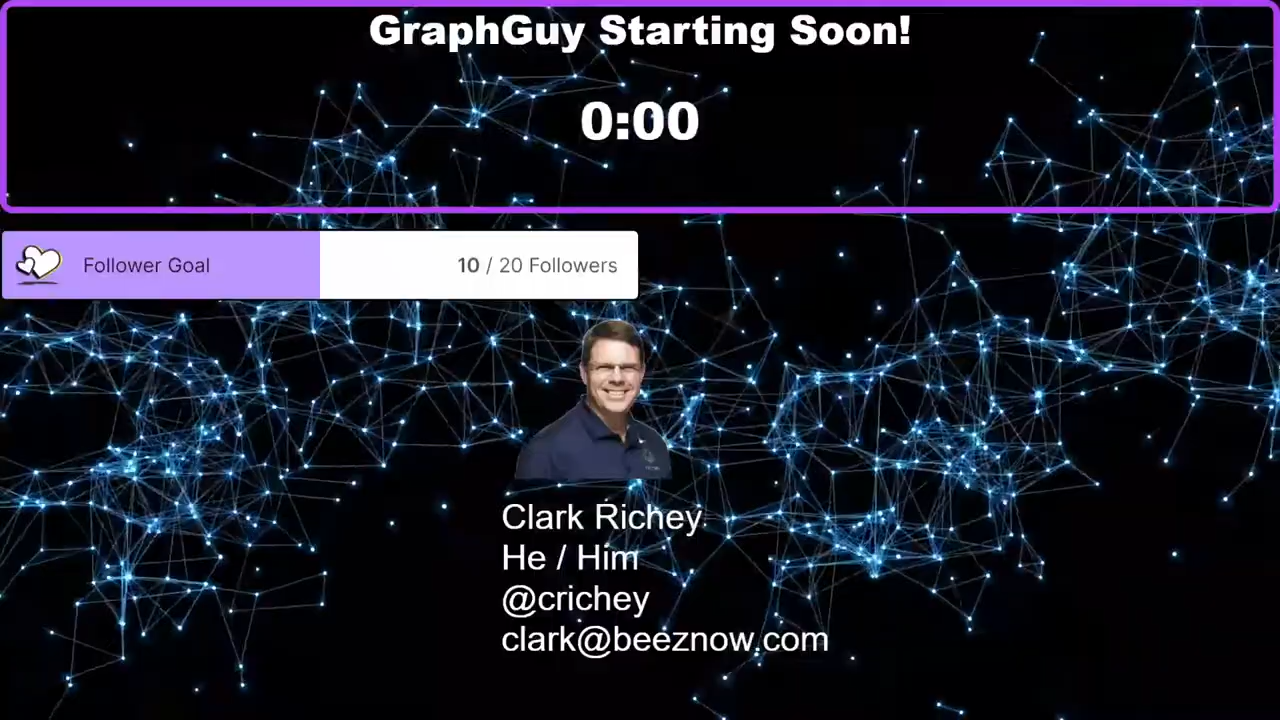 GraphGuy Starting Soon!
0:00
Follower Goal
10 / 20 Followers
Clark Richey
He / Him
@crichey
clark@beeznow.com